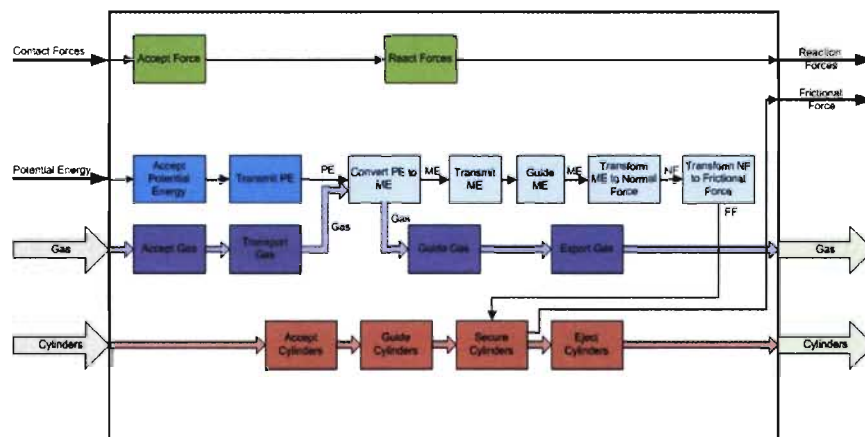 Contact Forces
Accept Force
React Forces
Reaction
Forces
Frictional
Force
Potential Energy
Accept
Potential
Energy
Transmit PE
PE
Convert PE to
ME
ME
Transmit
ME
Guide
ME
ME
Transform
ME to Normal
Force
NF
Transform NF
to Frictional
Force
FF
Gas
Accept Gas
Transport
Gas
Gas
Gas
Guide Gas
Export Gas
Gas
Cylinders
Accept
Cylinders
Guide
Cylinders
Secure
Cylinders
Eject
Cylinders
Cylinders